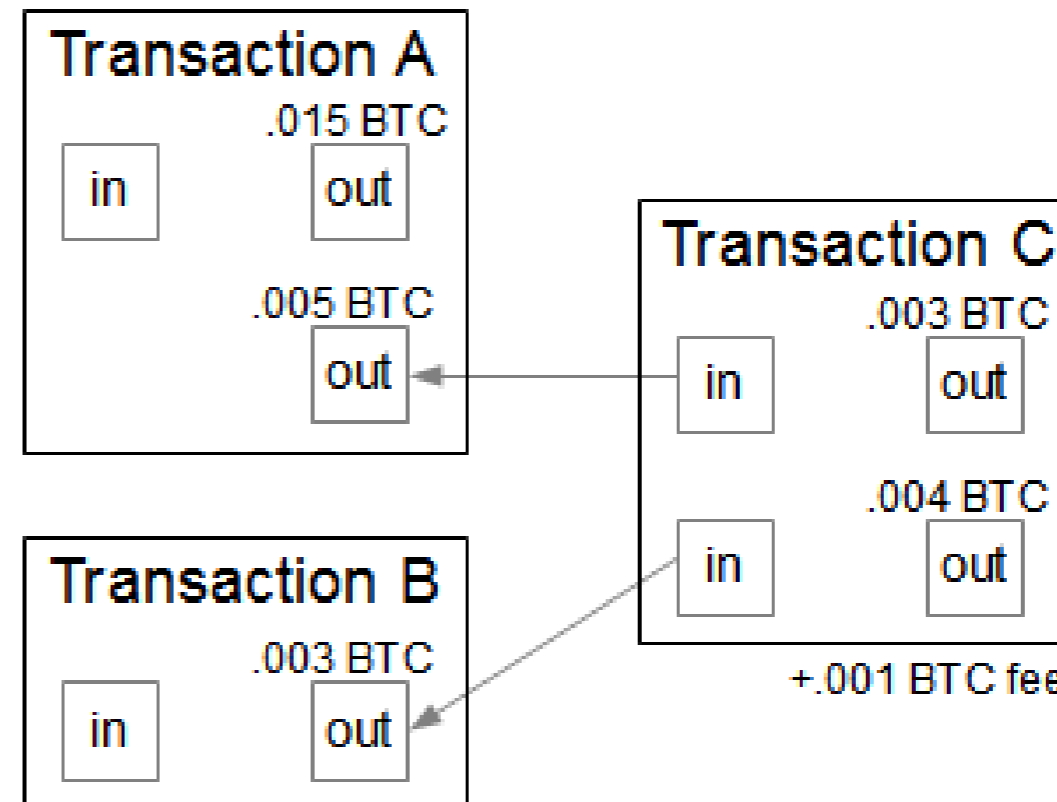 Transaction A
.015 BTC
in out
.005 BTC
out
Transaction C
.003 BTC
in out
.004 BTC
in out
+.001 BTC fee
Transaction B
.003 BTC
in out